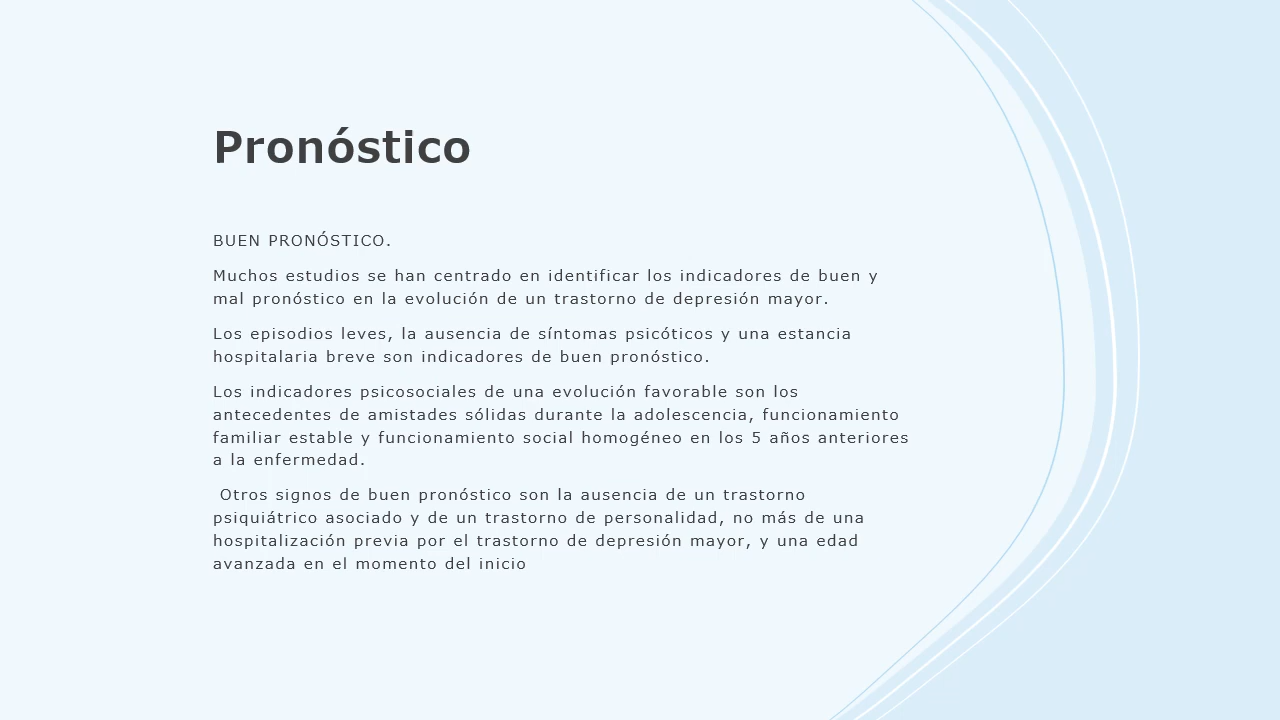 Pronóstico
BUEN PRONÓSTICO.
Muchos estudios se han centrado en identificar los indicadores de buen y
mal pronóstico en la evolución de un trastorno de depresión mayor.
Los episodios leves, la ausencia de síntomas psicóticos y una estancia
hospitalaria breve son indicadores de buen pronóstico.
Los indicadores psicosociales de una evolución favorable son los
antecedentes de amistades sólidas durante la adolescencia, funcionamiento
familiar estable y funcionamiento social homogéneo en los 5 años anteriores
a la enfermedad.
Otros signos de buen pronóstico son la ausencia de un trastorno
psiquiátrico asociado y de un trastorno de personalidad, no más de una
hospitalización previa por el trastorno de depresión mayor, y una edad
avanzada en el momento del inicio